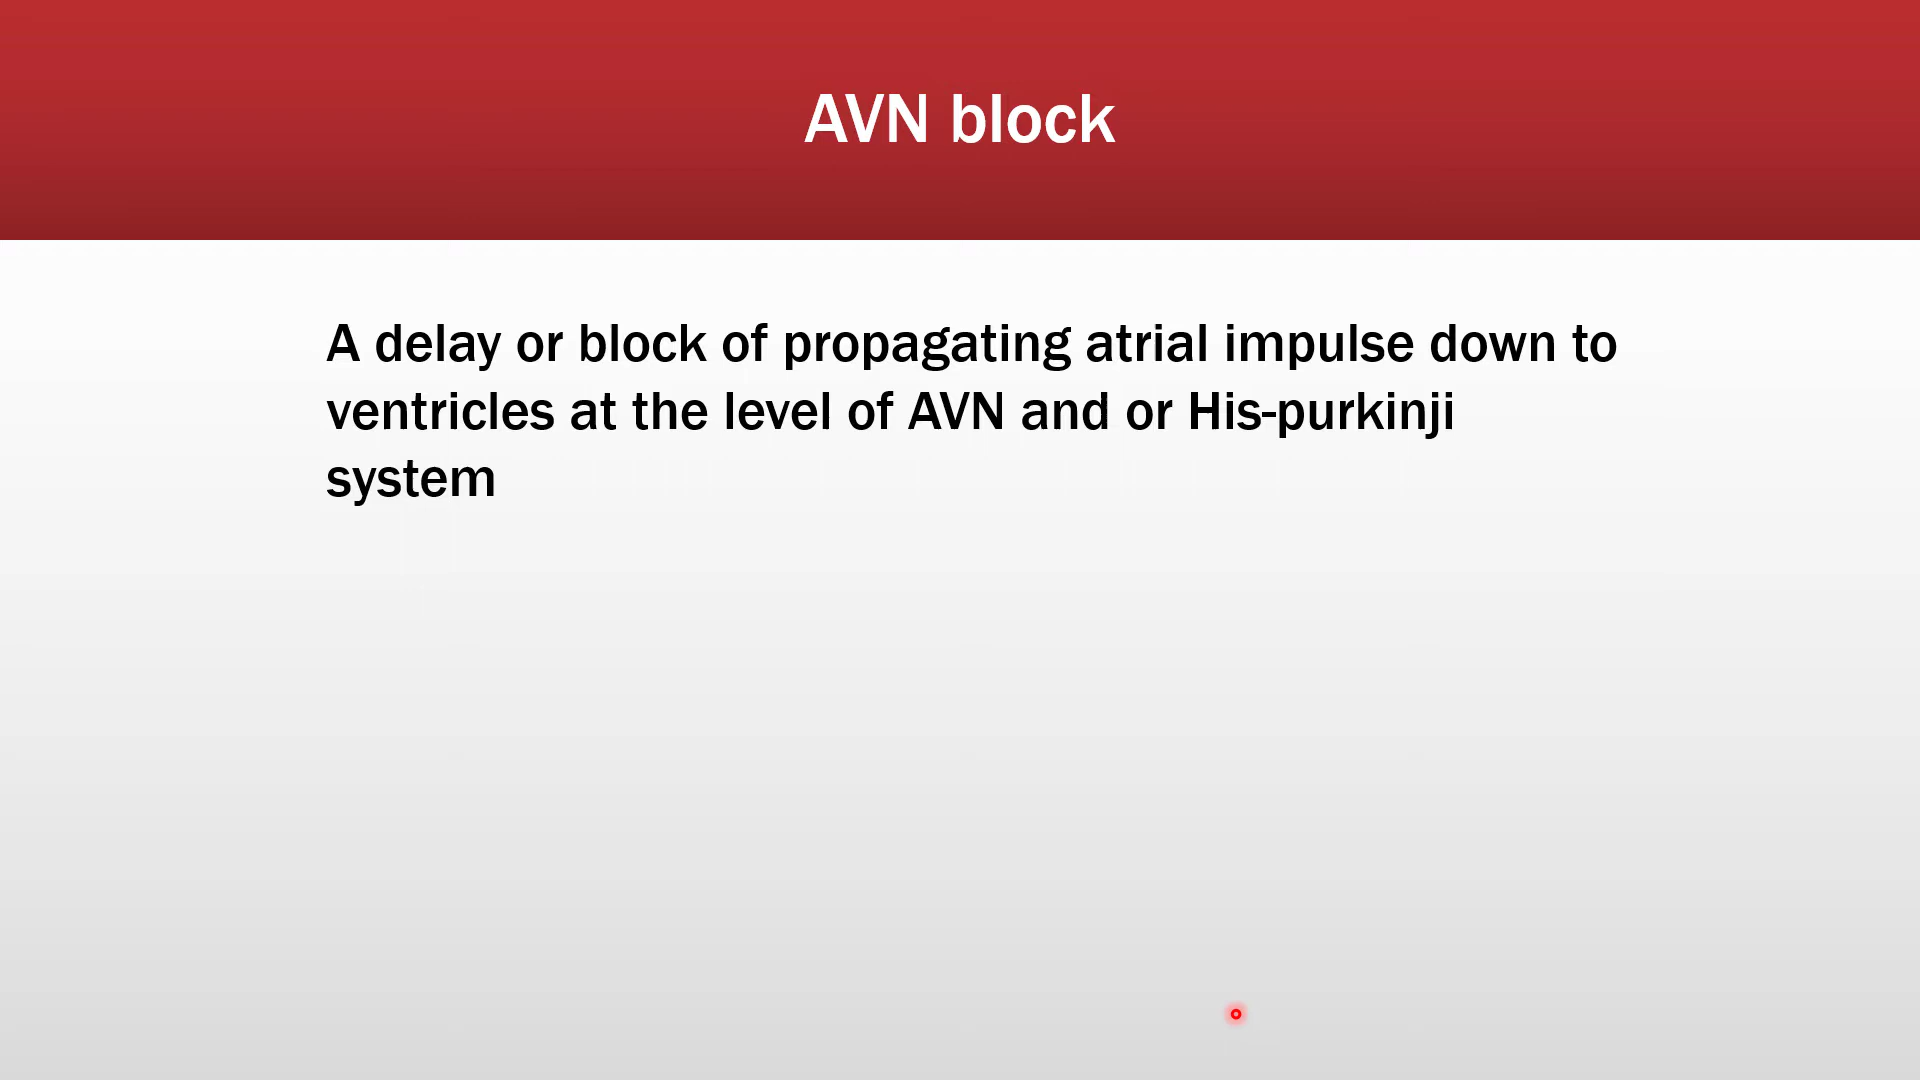 AVN block
A delay or block of propagating atrial impulse down to
ventricles at the level of AVN and or His-purkinji
system